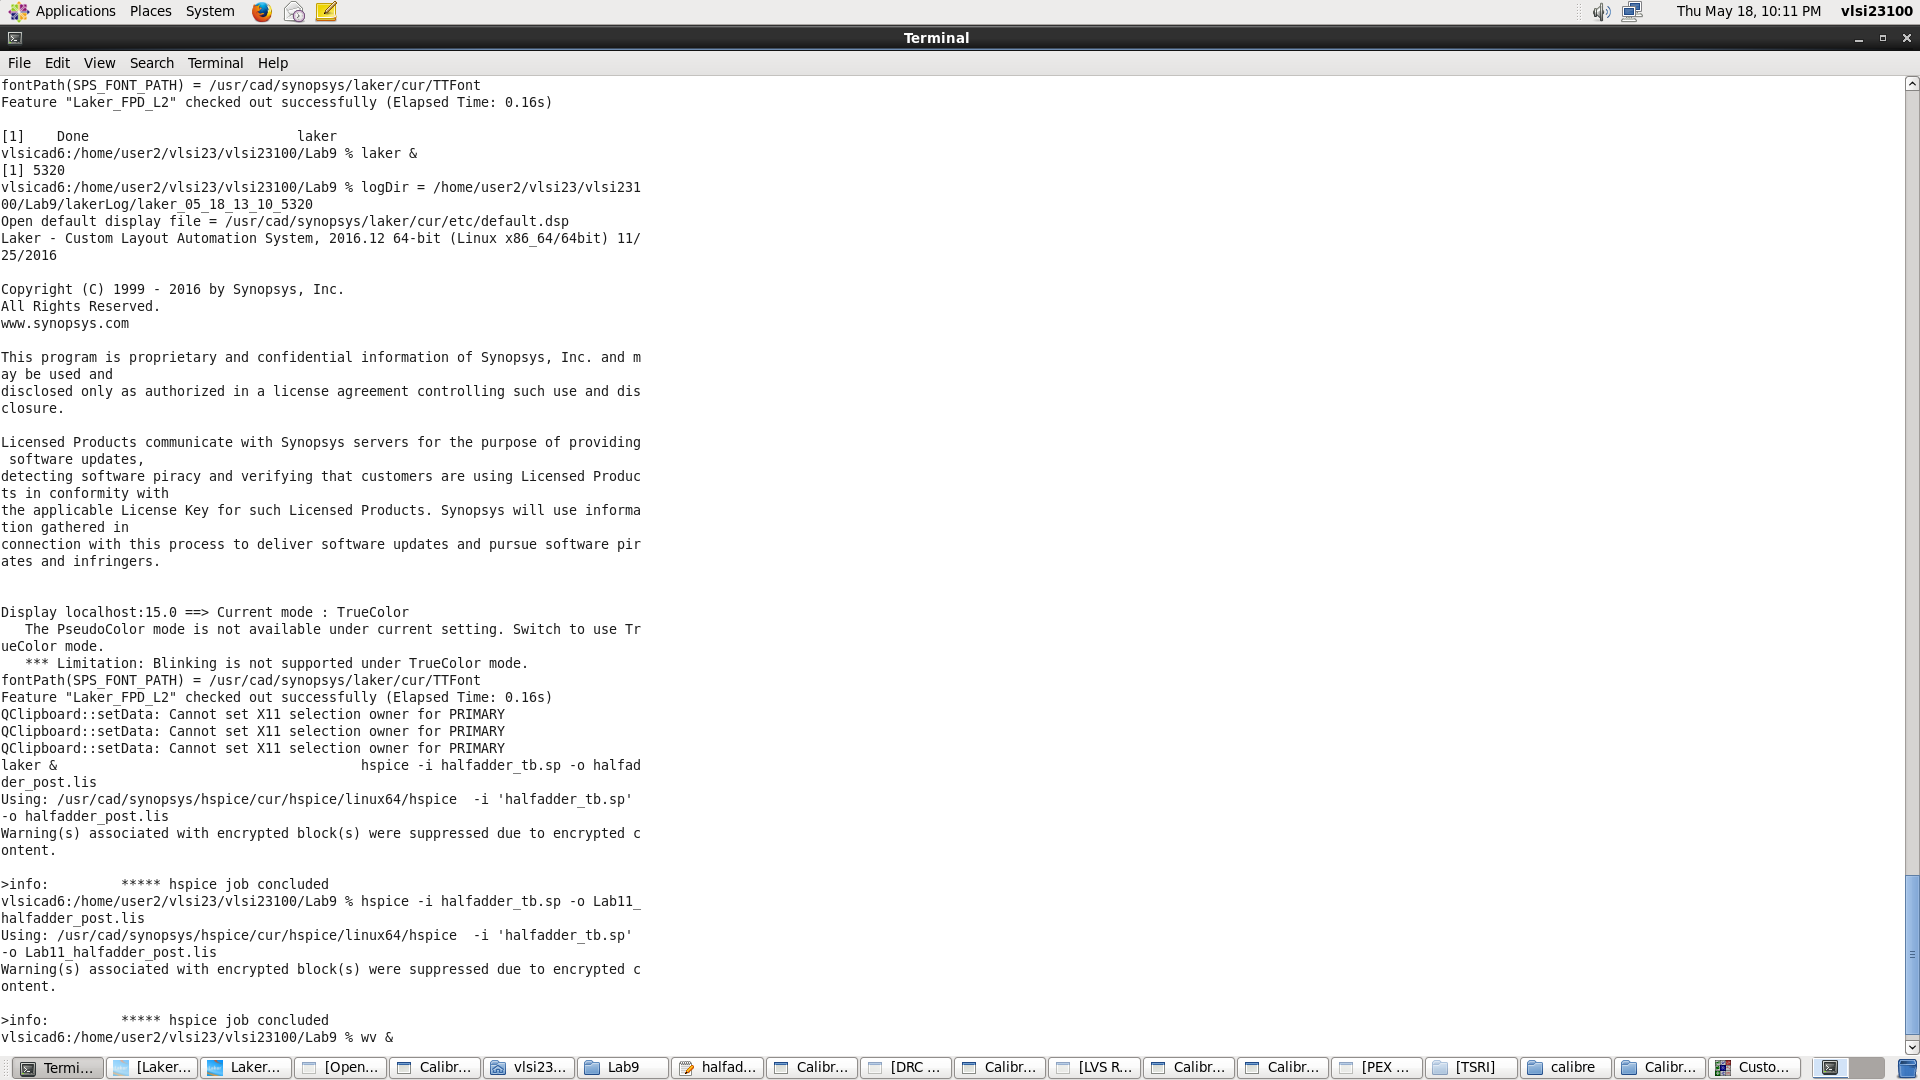 Applications Places System Thu May 18, 10:11 PM vlsi23100
Terminal
File Edit View Search Terminal Help
fontPath(SPS_FONT_PATH) = /usr/cad/synopsys/laker/cur/TTFont
Feature "Laker_FPD_L2" checked out successfully (Elapsed Time: 0.16s)
[1]    Done                          laker
vlsicad6:/home/user2/vlsi23/vlsi23100/Lab9 % laker &
[1] 5320
vlsicad6:/home/user2/vlsi23/vlsi23100/Lab9 % logDir = /home/user2/vlsi23/vlsi231
00/Lab9/lakerLog/laker_05_18_13_10_5320
Open default display file = /usr/cad/synopsys/laker/cur/etc/default.dsp
Laker - Custom Layout Automation System, 2016.12 64-bit (Linux x86_64/64bit) 11/
25/2016
Copyright (C) 1999 - 2016 by Synopsys, Inc.
All Rights Reserved.
www.synopsys.com
This program is proprietary and confidential information of Synopsys, Inc. and m
ay be used and
disclosed only as authorized in a license agreement controlling such use and dis
closure.
Licensed Products communicate with Synopsys servers for the purpose of providing
 software updates,
detecting software piracy and verifying that customers are using Licensed Produc
ts in conformity with
the applicable License Key for such Licensed Products. Synopsys will use informa
tion gathered in
connection with this process to deliver software updates and pursue software pir
ates and infringers.
Display localhost:15.0 ==> Current mode : TrueColor
   The PseudoColor mode is not available under current setting. Switch to use Tr
ueColor mode.
   *** Limitation: Blinking is not supported under TrueColor mode.
fontPath(SPS_FONT_PATH) = /usr/cad/synopsys/laker/cur/TTFont
Feature "Laker_FPD_L2" checked out successfully (Elapsed Time: 0.16s)
QClipboard::setData: Cannot set X11 selection owner for PRIMARY
QClipboard::setData: Cannot set X11 selection owner for PRIMARY
QClipboard::setData: Cannot set X11 selection owner for PRIMARY
laker &                                      hspice -i halfadder_tb.sp -o halfad
der_post.lis
Using: /usr/cad/synopsys/hspice/cur/hspice/linux64/hspice  -i 'halfadder_tb.sp'
-o halfadder_post.lis
Warning(s) associated with encrypted block(s) were suppressed due to encrypted c
ontent.
>info:         ***** hspice job concluded
vlsicad6:/home/user2/vlsi23/vlsi23100/Lab9 % hspice -i halfadder_tb.sp -o Lab11_
halfadder_post.lis
Using: /usr/cad/synopsys/hspice/cur/hspice/linux64/hspice  -i 'halfadder_tb.sp'
-o Lab11_halfadder_post.lis
Warning(s) associated with encrypted block(s) were suppressed due to encrypted c
ontent.
>info:         ***** hspice job concluded
vlsicad6:/home/user2/vlsi23/vlsi23100/Lab9 % wv &
Termi... [Laker... Laker... [Open... Calibr... vlsi23... Lab9 halfad... Calibr... [DRC ... Calibr... [LVS R... Calibr... Calibr... [PEX ... [TSRI] calibre Calibr... Custo...